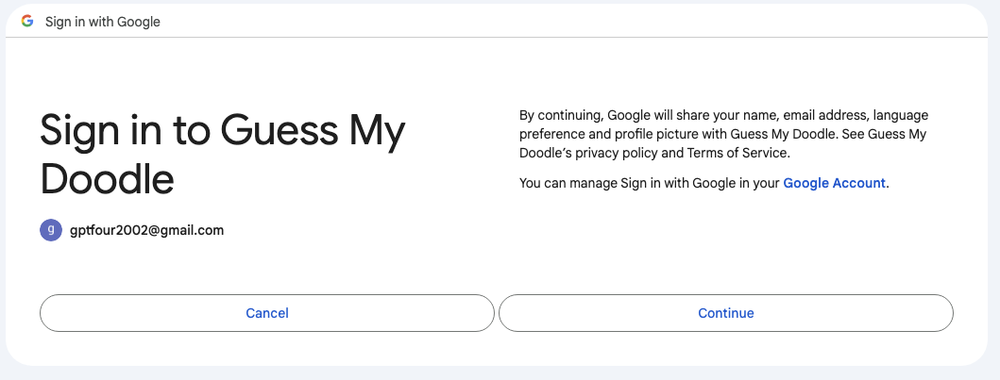 Sign in with Google
Sign in to Guess My
Doodle
g
gptfour2002@gmail.com
By continuing, Google will share your name, email address, language
preference and profile picture with Guess My Doodle. See Guess My
Doodle’s privacy policy and Terms of Service.
You can manage Sign in with Google in your Google Account.
Cancel
Continue